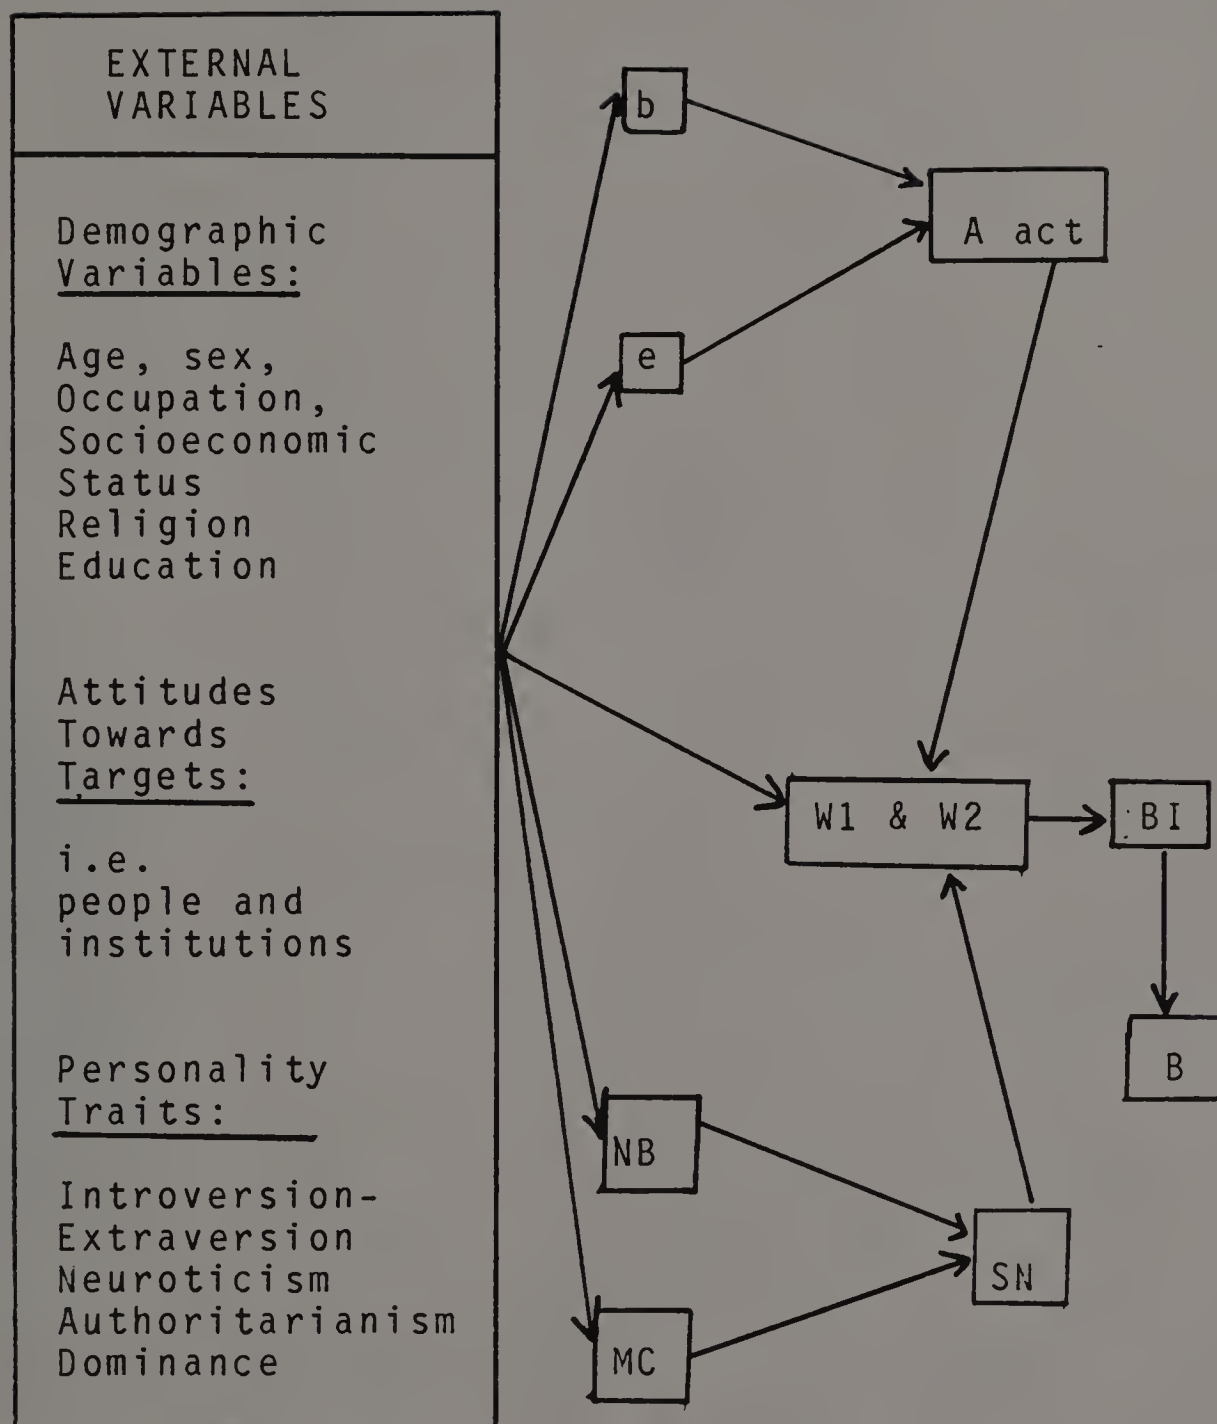 EXTERNAL
VARIABLES
Demographic
Variables:
Age, sex,
Occupation,
Socioeconomic
Status
Religion
Education
Attitudes
Towards
Targets:
i.e.
people and
institutions
Personality
Traits:
Introversion-
Extraversion
Neuroticism
Authoritarianism
Dominance
b
A act
e
W1 & W2
BI
B
NB
SN
MC